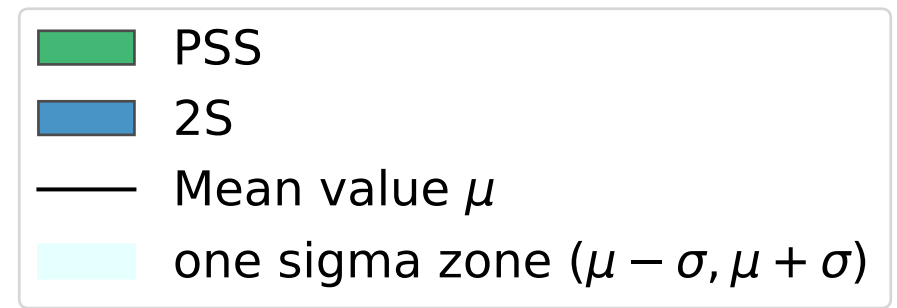 PSS
2S
Mean value μ
one sigma zone (μ − σ, μ + σ)